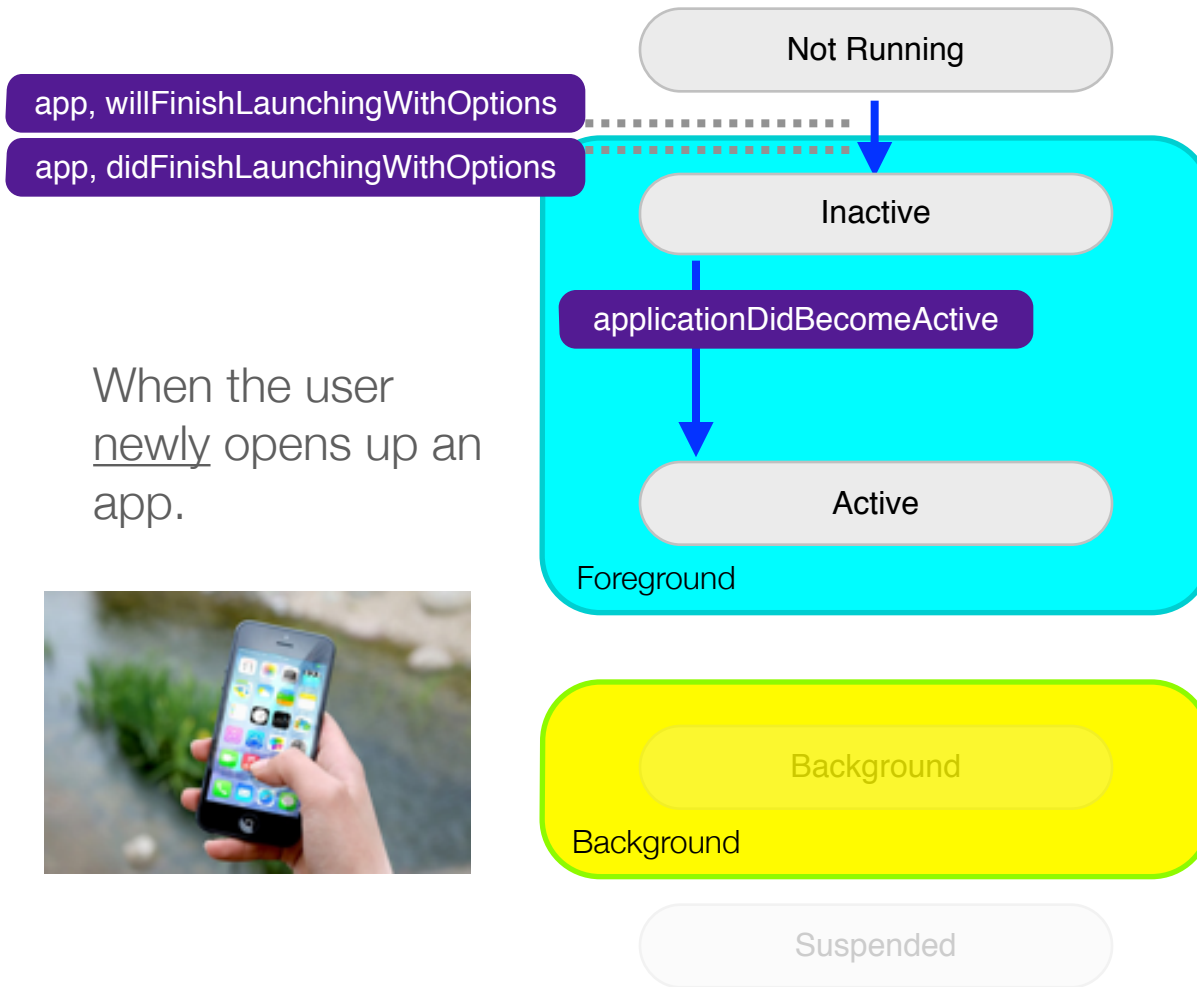 Not Running
app, willFinishLaunchingWithOptions
app, didFinishLaunchingWithOptions
Inactive
applicationDidBecomeActive
When the user
newly opens up an
app.
Active
Foreground
Background
Background
Suspended